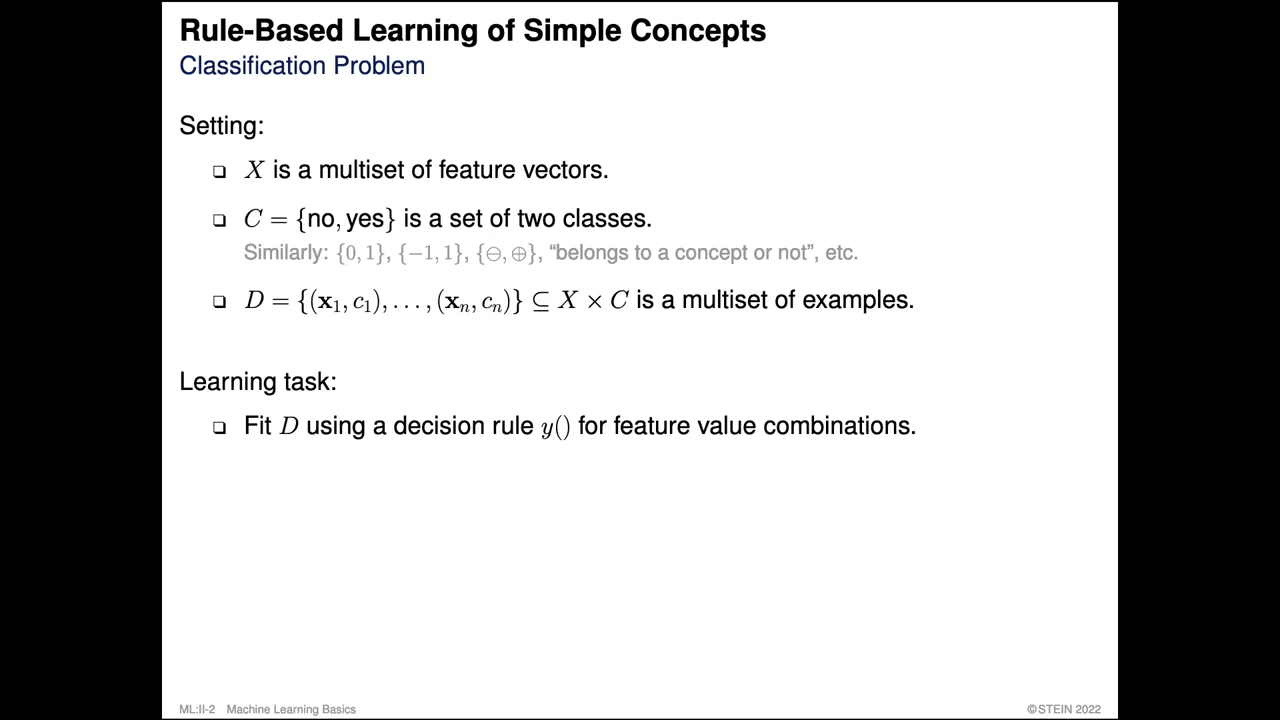 Rule-Based Learning of Simple Concepts
Classification Problem
Setting:
❑ X is a multiset of feature vectors.
❑ C = {no, yes} is a set of two classes.
Similarly: {0, 1}, {−1, 1}, {⊖, ⊕}, “belongs to a concept or not”, etc.
❑ D = {(x₁, c₁), . . . , (xₙ, cₙ)} ⊆ X × C is a multiset of examples.
Learning task:
❑ Fit D using a decision rule y() for feature value combinations.
ML:II-2 Machine Learning Basics
©STEIN 2022